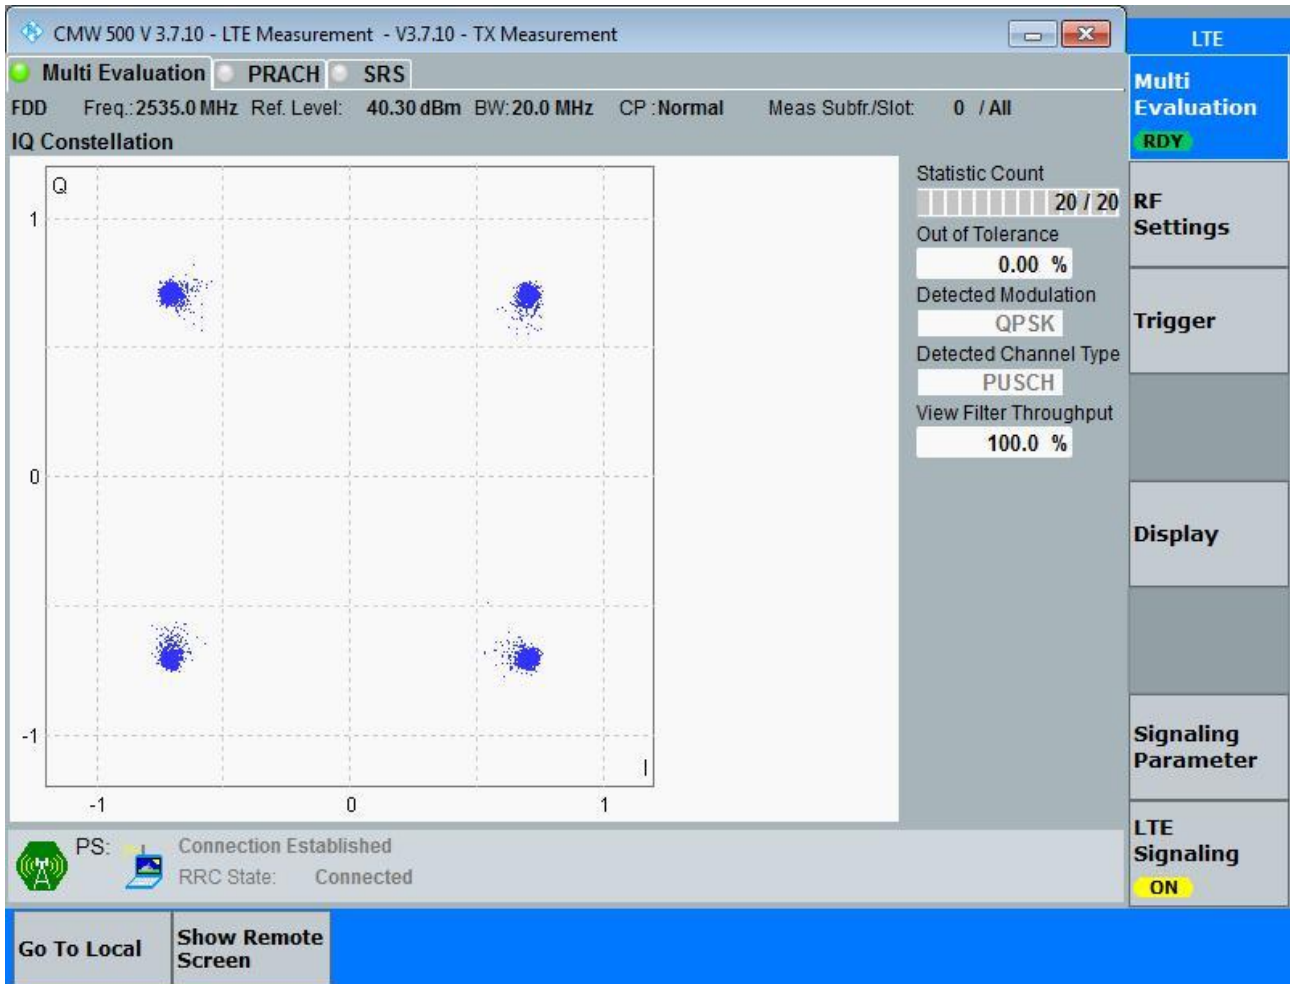 CMW 500 V 3.7.10 - LTE Measurement - V3.7.10 - TX Measurement
LTE
Multi Evaluation PRACH SRS
FDD Freg.: 2535.0 MHz Ref. Level: 40.30 dBm BW: 20.0 MHz CP : Normal Meas Subfr./Slot: 0 / All
IQ Constellation
Q
1
0
-1
I
-1 0 1
Statistic Count
20 / 20
Out of Tolerance
0.00 %
Detected Modulation
QPSK
Detected Channel Type
PUSCH
View Filter Throughput
100.0 %
Multi
Evaluation
RDY
RF
Settings
Trigger
Display
Signaling
Parameter
LTE
Signaling
ON
PS: Connection Established
RRC State: Connected
Go To Local
Show Remote
Screen